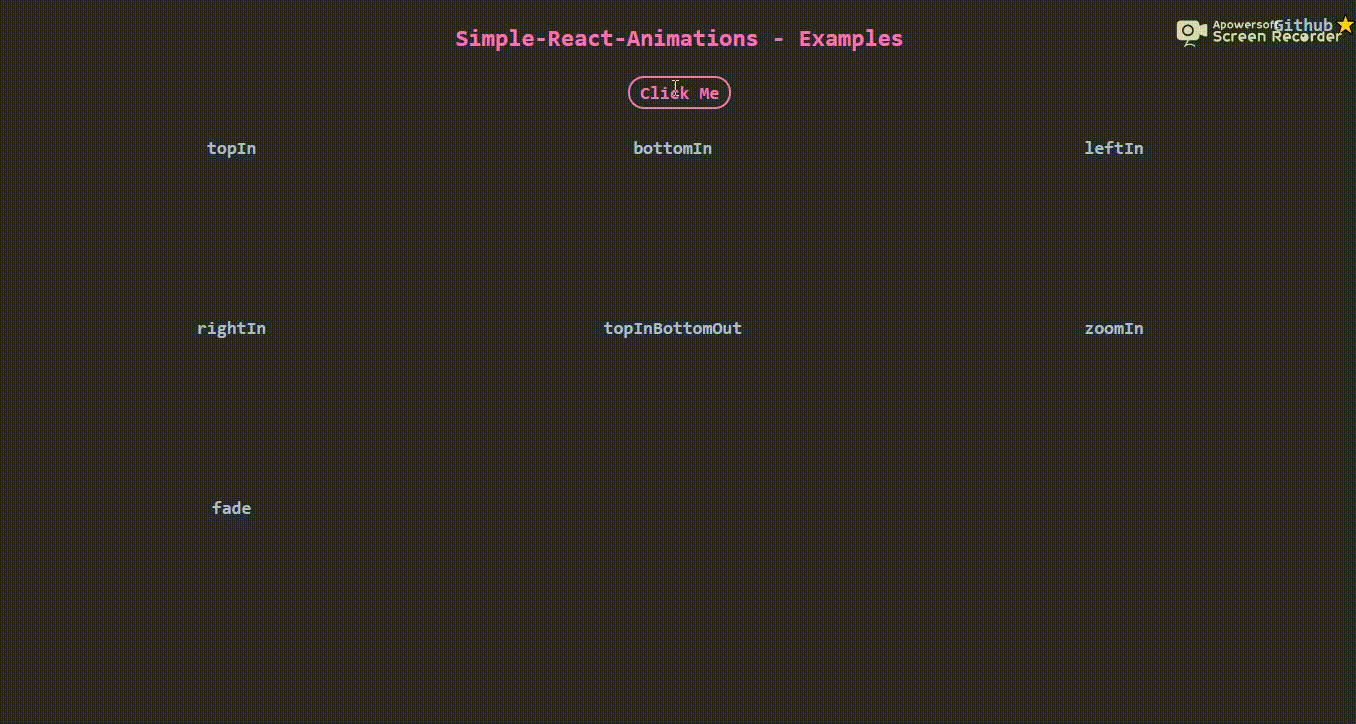 Simple-React-Animations - Examples
Github
Apowersoft
Screen Recorder
Click Me
topIn
bottomIn
leftIn
rightIn
topInBottomOut
zoomIn
fade